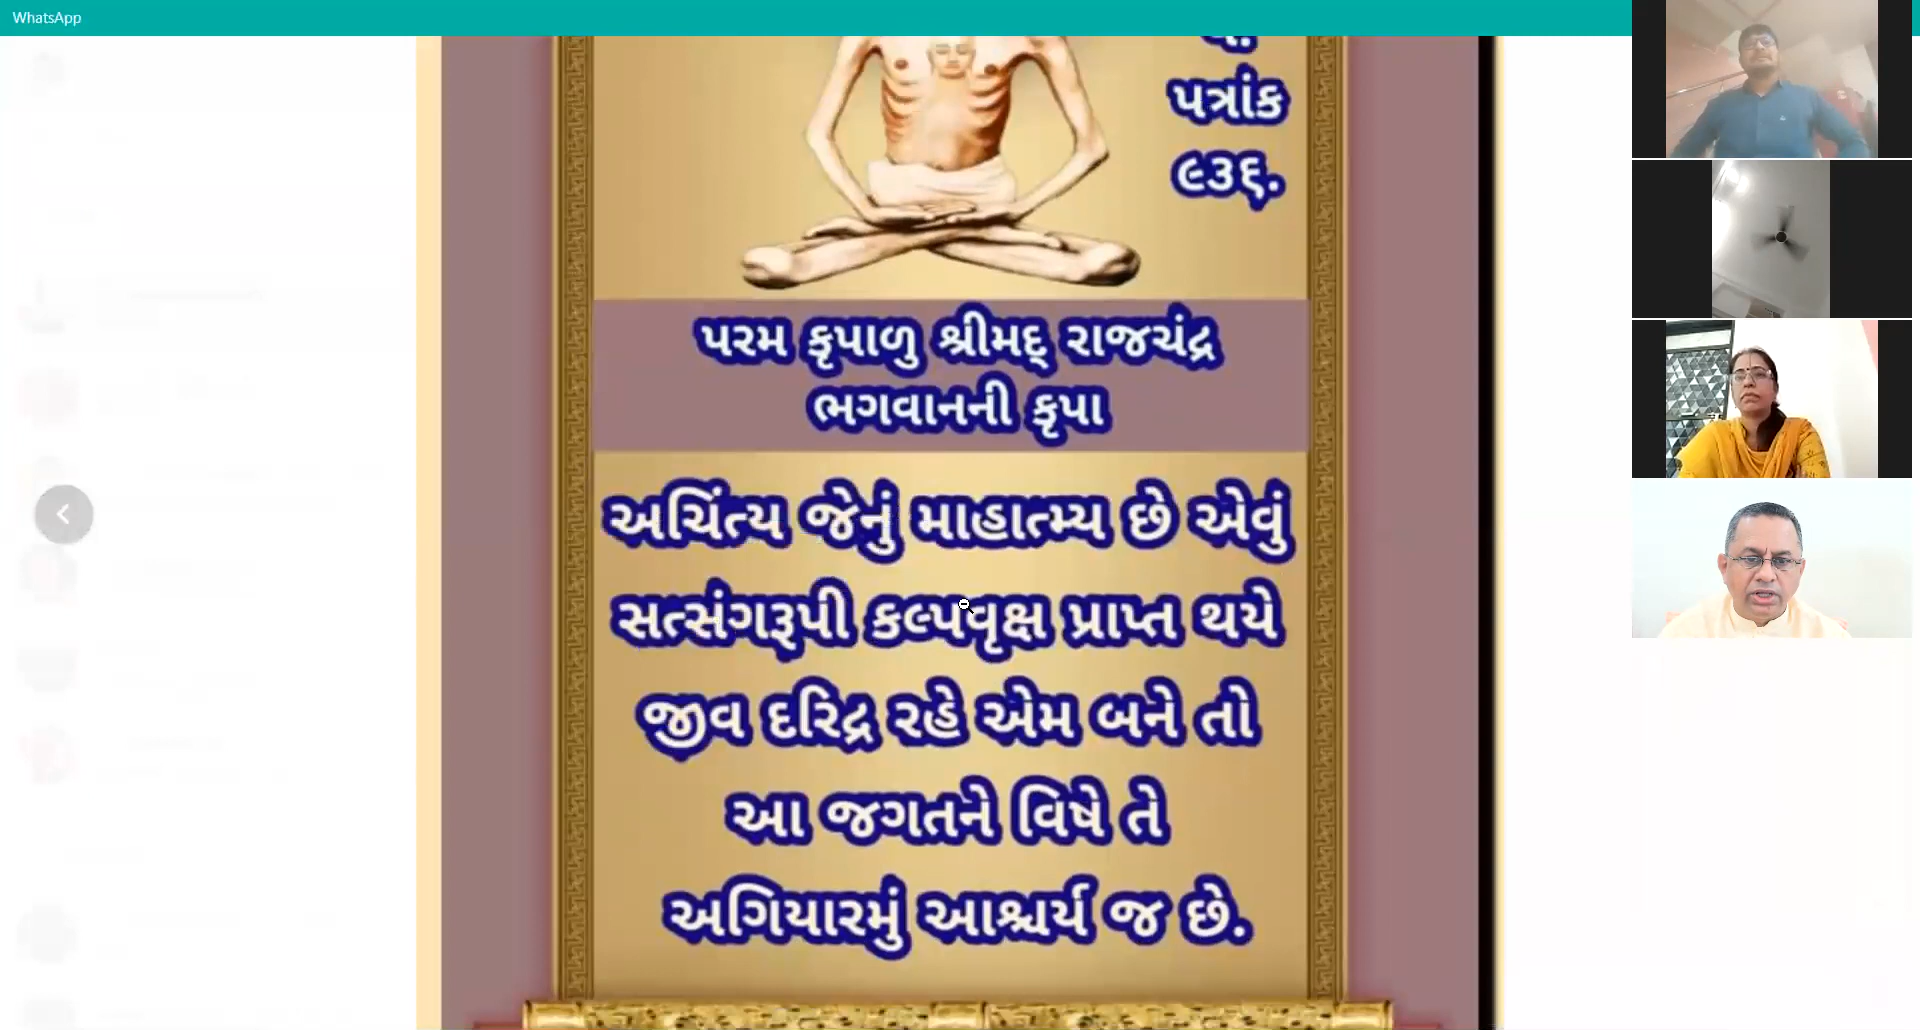 WhatsApp
પત્રાંક
૯૩૬.
પરમ કૃપાળુ શ્રીમદ્ રાજચંદ્ર
ભગવાનની કૃપા
અચિંત્ય જેનું માહાત્મ્ય છે એવું
સત્સંગરૂપી કલ્પવૃક્ષ પ્રાપ્ત થયે
જીવ દરિદ્ર રહે એમ બને તો
આ જગતને વિષે તે
અગિયારમું આશ્ચર્ય જ છે.